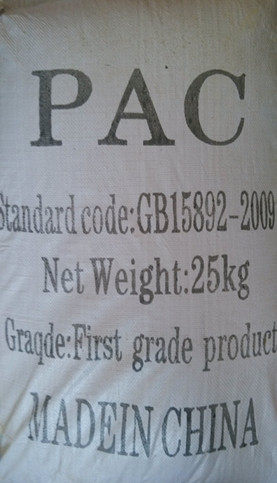 PAC
Standard code:GB15892-2009
Net Weight:25kg
Graqde:First grade product
MADEIN CHINA